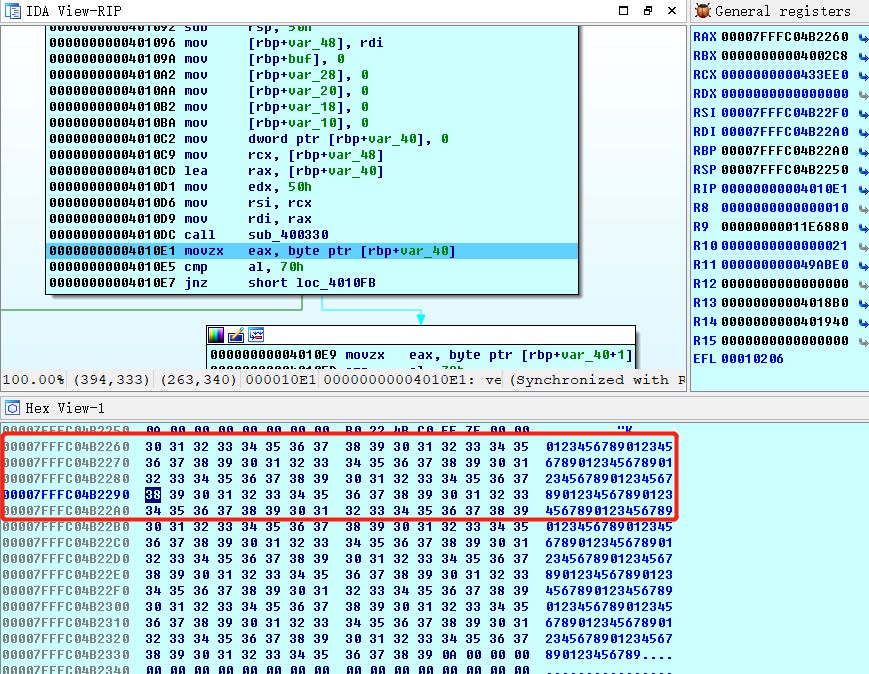 IDA View-RIP
0000000000401092 sub rsp, 50h
0000000000401096 mov [rbp+var_48], rdi
000000000040109A mov [rbp+buf], 0
00000000004010A2 mov [rbp+var_28], 0
00000000004010AA mov [rbp+var_20], 0
00000000004010B2 mov [rbp+var_18], 0
00000000004010BA mov [rbp+var_10], 0
00000000004010C2 mov dword ptr [rbp+var_40], 0
00000000004010C9 mov rcx, [rbp+var_48]
00000000004010CD lea rax, [rbp+var_40]
00000000004010D1 mov edx, 50h
00000000004010D6 mov rsi, rcx
00000000004010D9 mov rdi, rax
00000000004010DC call sub_400330
00000000004010E1 movzx eax, byte ptr [rbp+var_40]
00000000004010E5 cmp al, 70h
00000000004010E7 jnz short loc_4010FB
00000000004010E9 movzx eax, byte ptr [rbp+var_40+1]
100.00% (394,333) (263,340) 000010E1 00000000004010E1: ve (Synchronized with R
General registers
RAX 00007FFFC04B2260
RBX 00000000004002C8
RCX 0000000000433EE0
RDX 0000000000000000
RSI 00007FFFC04B22F0
RDI 00007FFFC04B22A0
RBP 00007FFFC04B22A0
RSP 00007FFFC04B2250
RIP 00000000004010E1
R8 0000000000000010
R9 00000000011E6880
R10 0000000000000021
R11 000000000049ABE0
R12 0000000000000000
R13 00000000004018B0
R14 0000000000401940
R15 0000000000000000
EFL 00010206
Hex View-1
00007FFFC04B2250 0A 00 00 00 00 00 00 00 B0 22 4B C0 FF 7F 00 00 ."K
00007FFFC04B2260 30 31 32 33 34 35 36 37 38 39 30 31 32 33 34 35 0123456789012345
00007FFFC04B2270 36 37 38 39 30 31 32 33 34 35 36 37 38 39 30 31 6789012345678901
00007FFFC04B2280 32 33 34 35 36 37 38 39 30 31 32 33 34 35 36 37 2345678901234567
00007FFFC04B2290 38 39 30 31 32 33 34 35 36 37 38 39 30 31 32 33 8901234567890123
00007FFFC04B22A0 34 35 36 37 38 39 30 31 32 33 34 35 36 37 38 39 4567890123456789
00007FFFC04B22B0 30 31 32 33 34 35 36 37 38 39 30 31 32 33 34 35 0123456789012345
00007FFFC04B22C0 36 37 38 39 30 31 32 33 34 35 36 37 38 39 30 31 6789012345678901
00007FFFC04B22D0 32 33 34 35 36 37 38 39 30 31 32 33 34 35 36 37 2345678901234567
00007FFFC04B22E0 38 39 30 31 32 33 34 35 36 37 38 39 30 31 32 33 8901234567890123
00007FFFC04B22F0 34 35 36 37 38 39 30 31 32 33 34 35 36 37 38 39 4567890123456789
00007FFFC04B2300 30 31 32 33 34 35 36 37 38 39 30 31 32 33 34 35 0123456789012345
00007FFFC04B2310 36 37 38 39 30 31 32 33 34 35 36 37 38 39 30 31 6789012345678901
00007FFFC04B2320 32 33 34 35 36 37 38 39 30 31 32 33 34 35 36 37 2345678901234567
00007FFFC04B2330 38 39 30 31 32 33 34 35 36 37 38 39 0A 00 00 00 890123456789....
00007FFFC04B2340 00 00 00 00 00 00 00 00 00 00 00 00 00 00 00 00 ................